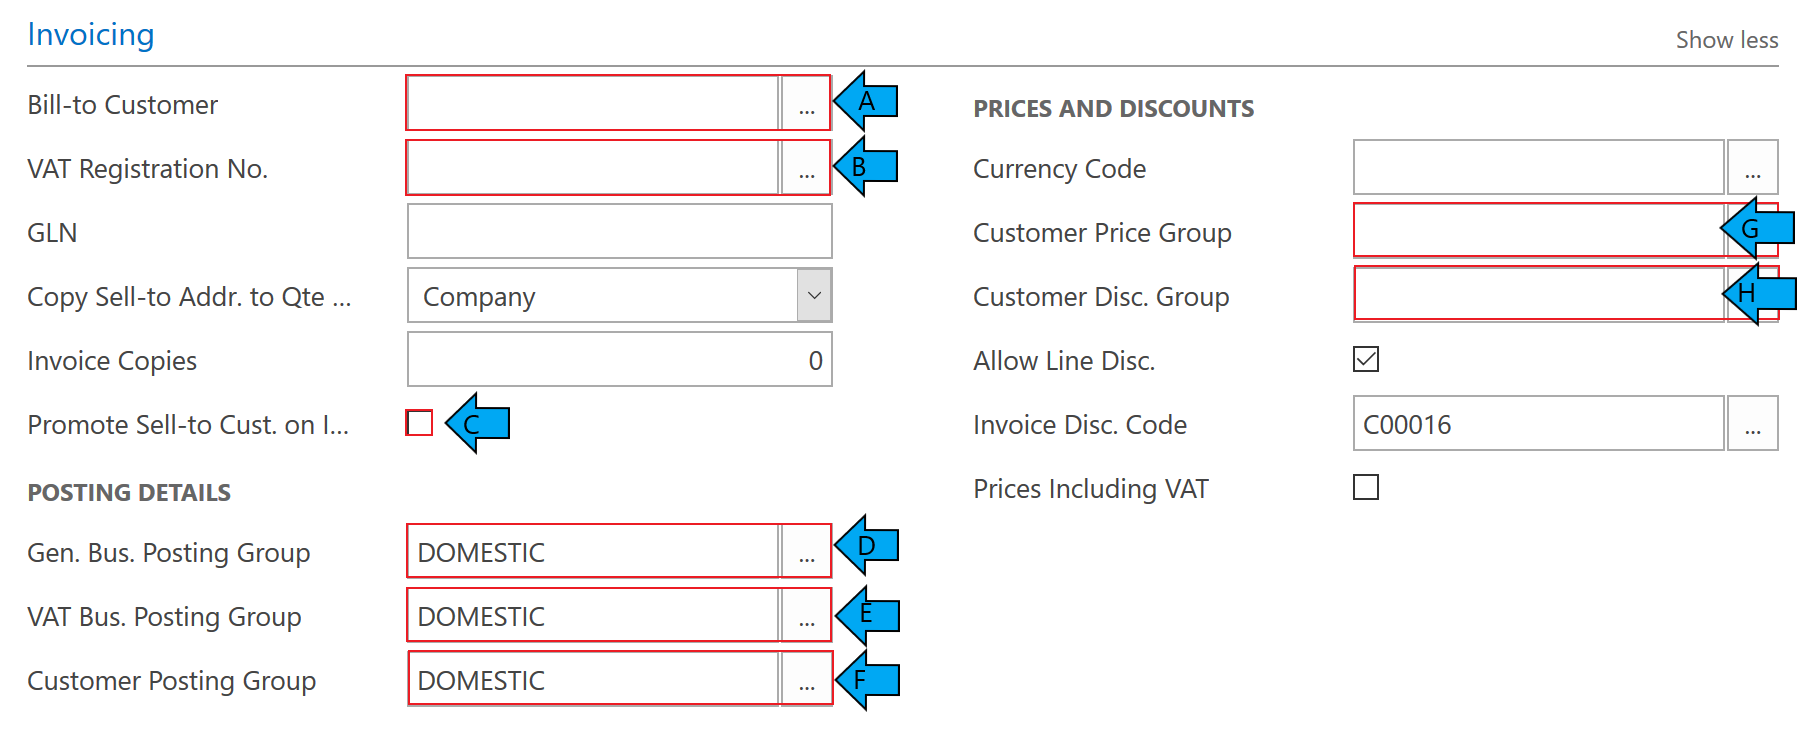 Invoicing
Show less
Bill-to Customer
... A
VAT Registration No.
... B
GLN
Copy Sell-to Addr. to Qte ...
Company
Invoice Copies
0
Promote Sell-to Cust. on I...
C
POSTING DETAILS
Gen. Bus. Posting Group
DOMESTIC ... D
VAT Bus. Posting Group
DOMESTIC ... E
Customer Posting Group
DOMESTIC ... F
PRICES AND DISCOUNTS
Currency Code
...
Customer Price Group
G
Customer Disc. Group
H
Allow Line Disc.
Invoice Disc. Code
C00016 ...
Prices Including VAT